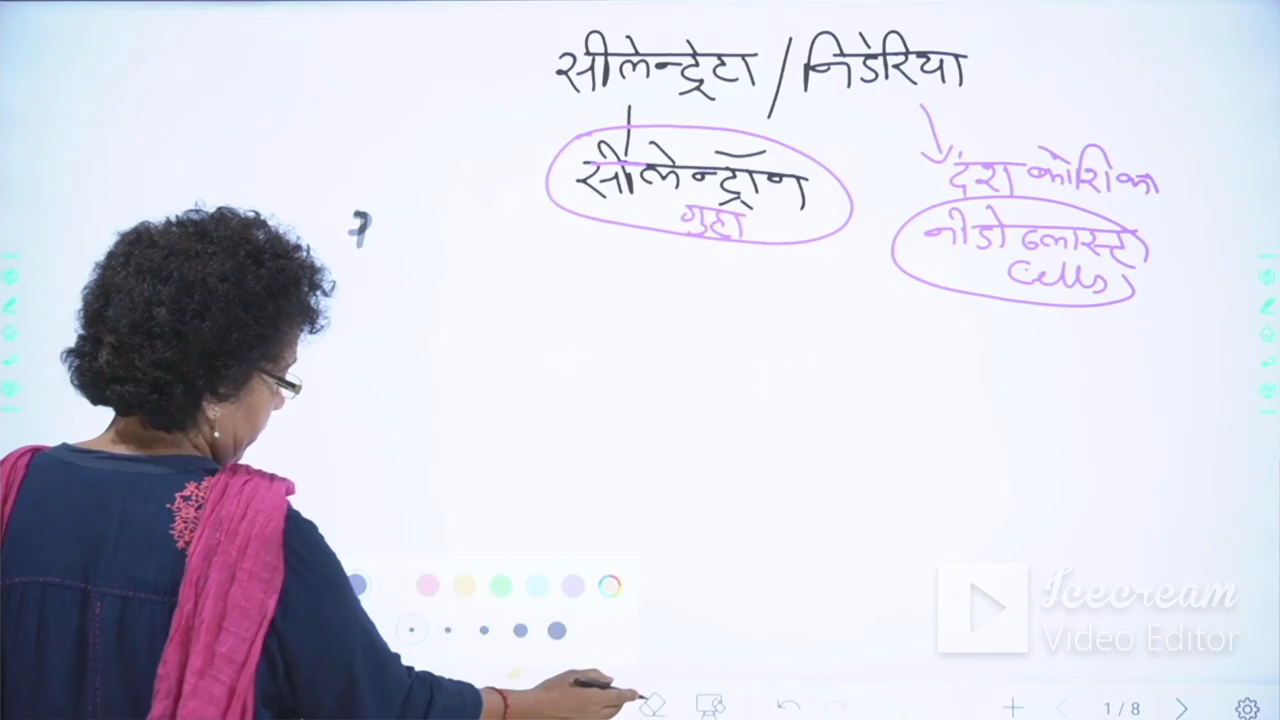 सीलेन्ट्रेटा / निडेरिया
सीलेन्ट्रॉन
गुहा
दंश कोशिका
नीडोब्लास्ट
Cells
1/8
Icecream
Video Editor